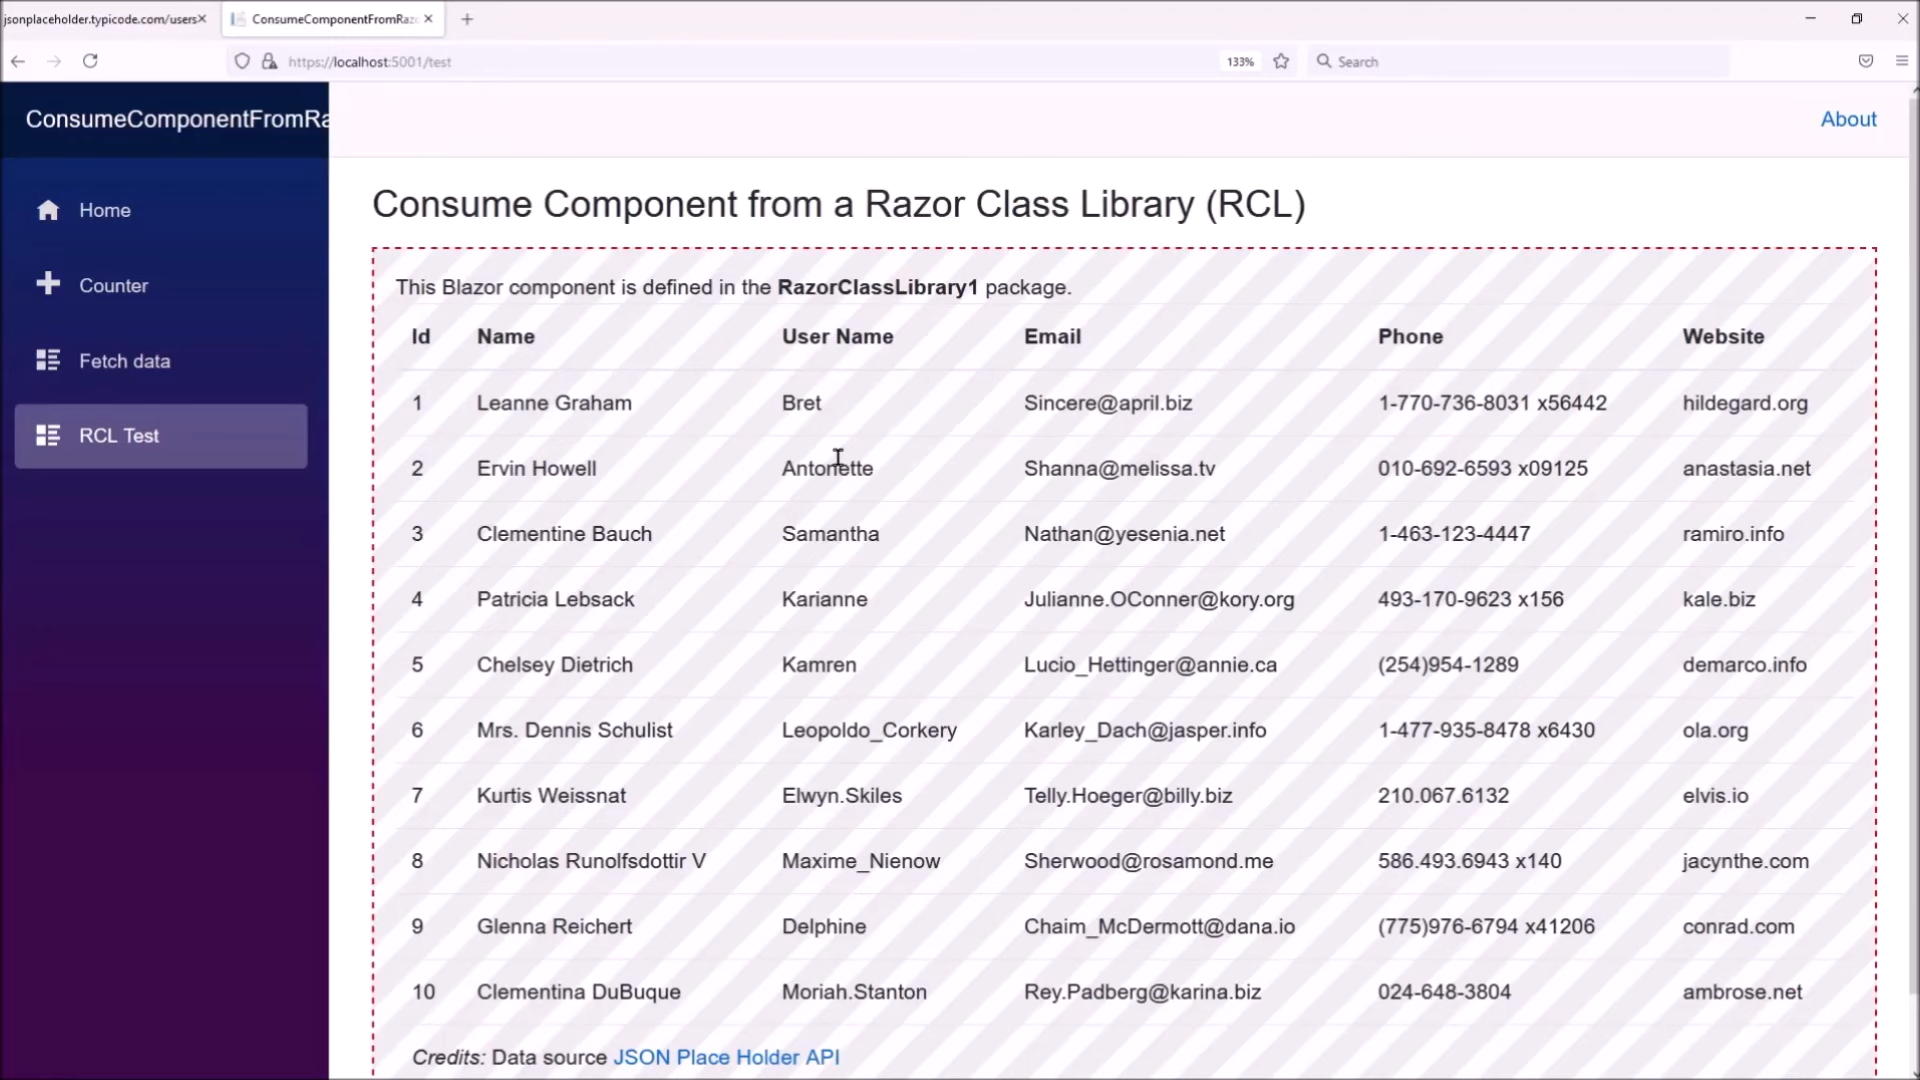 jsonplaceholder.typicode.com/users
ConsumeComponentFromRaz
https://localhost:5001/test
133%
Search
ConsumeComponentFromRa
About
Home
Counter
Fetch data
RCL Test
Consume Component from a Razor Class Library (RCL)
This Blazor component is defined in the RazorClassLibrary1 package.
Id Name User Name Email Phone Website
1 Leanne Graham Bret Sincere@april.biz 1-770-736-8031 x56442 hildegard.org
2 Ervin Howell Antonette Shanna@melissa.tv 010-692-6593 x09125 anastasia.net
3 Clementine Bauch Samantha Nathan@yesenia.net 1-463-123-4447 ramiro.info
4 Patricia Lebsack Karianne Julianne.OConner@kory.org 493-170-9623 x156 kale.biz
5 Chelsey Dietrich Kamren Lucio_Hettinger@annie.ca (254)954-1289 demarco.info
6 Mrs. Dennis Schulist Leopoldo_Corkery Karley_Dach@jasper.info 1-477-935-8478 x6430 ola.org
7 Kurtis Weissnat Elwyn.Skiles Telly.Hoeger@billy.biz 210.067.6132 elvis.io
8 Nicholas Runolfsdottir V Maxime_Nienow Sherwood@rosamond.me 586.493.6943 x140 jacynthe.com
9 Glenna Reichert Delphine Chaim_McDermott@dana.io (775)976-6794 x41206 conrad.com
10 Clementina DuBuque Moriah.Stanton Rey.Padberg@karina.biz 024-648-3804 ambrose.net
Credits: Data source JSON Place Holder API